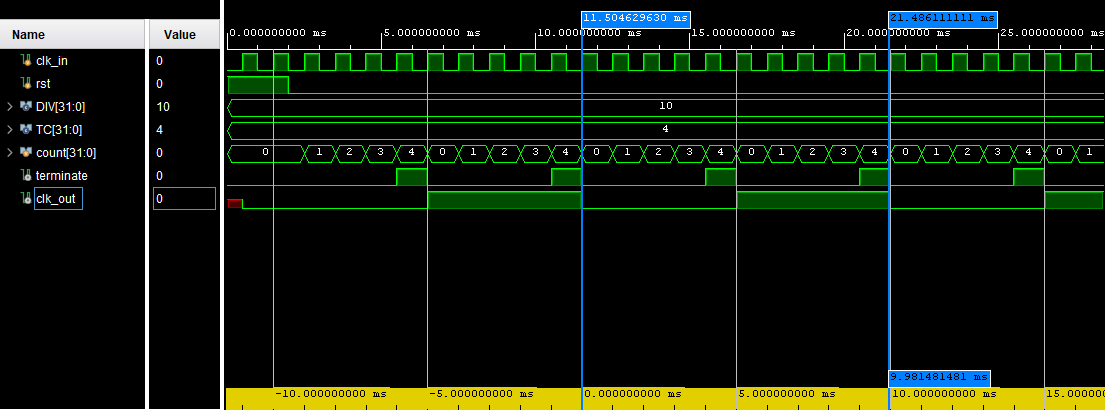 11.504629630 ms 21.486111111 ms
Name Value
0.000000000 ms 5.000000000 ms 10.000000000 ms 15.000000000 ms 20.000000000 ms 25.000000000 ms
clk_in 0
rst 0
DIV[31:0] 10 10
TC[31:0] 4 4
count[31:0] 0 0 1 2 3 4 0 1 2 3 4 0 1 2 3 4 0 1 2 3 4 0 1 2 3 4 0 1
terminate 0
clk_out 0
9.981481481 ms
-10.000000000 ms -5.000000000 ms 0.000000000 ms 5.000000000 ms 10.000000000 ms 15.